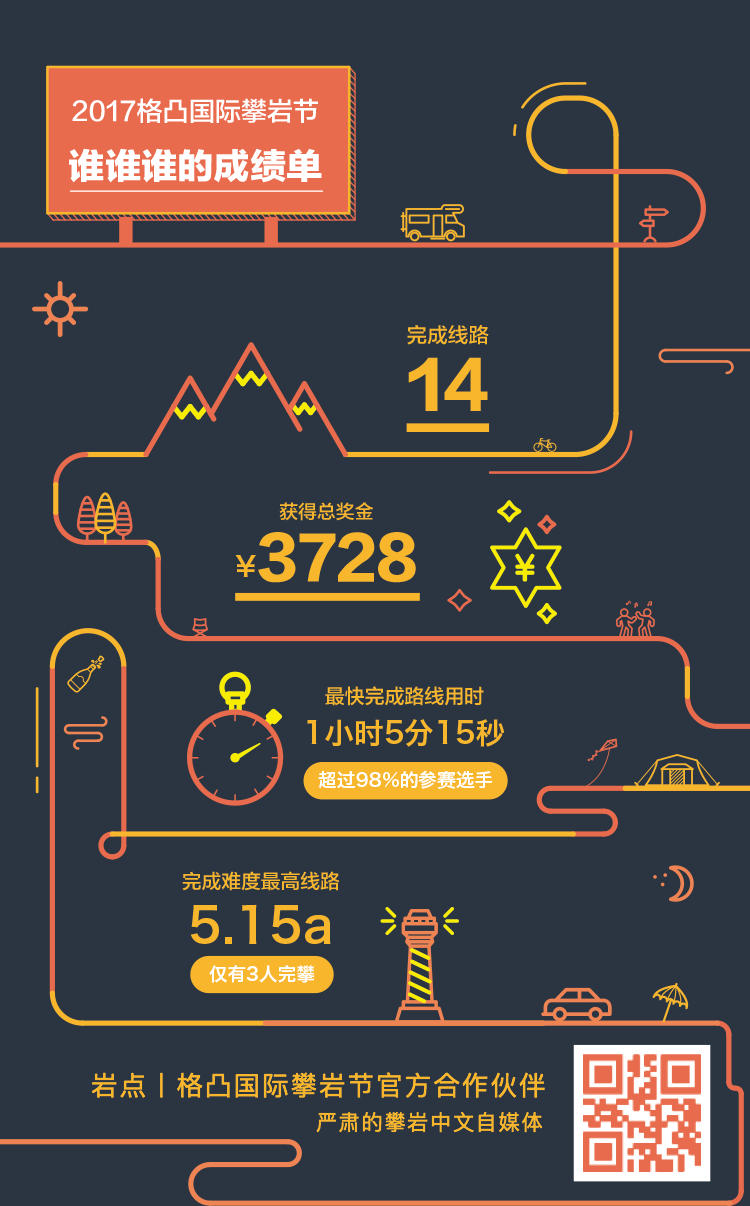 2017格凸国际攀岩节
谁谁谁的成绩单
完成线路
14
获得总奖金
¥3728
¥
最快完成路线用时
1小时5分15秒
超过98%的参赛选手
完成难度最高线路
5.15a
仅有3人完攀
岩点丨格凸国际攀岩节官方合作伙伴
严肃的攀岩中文自媒体